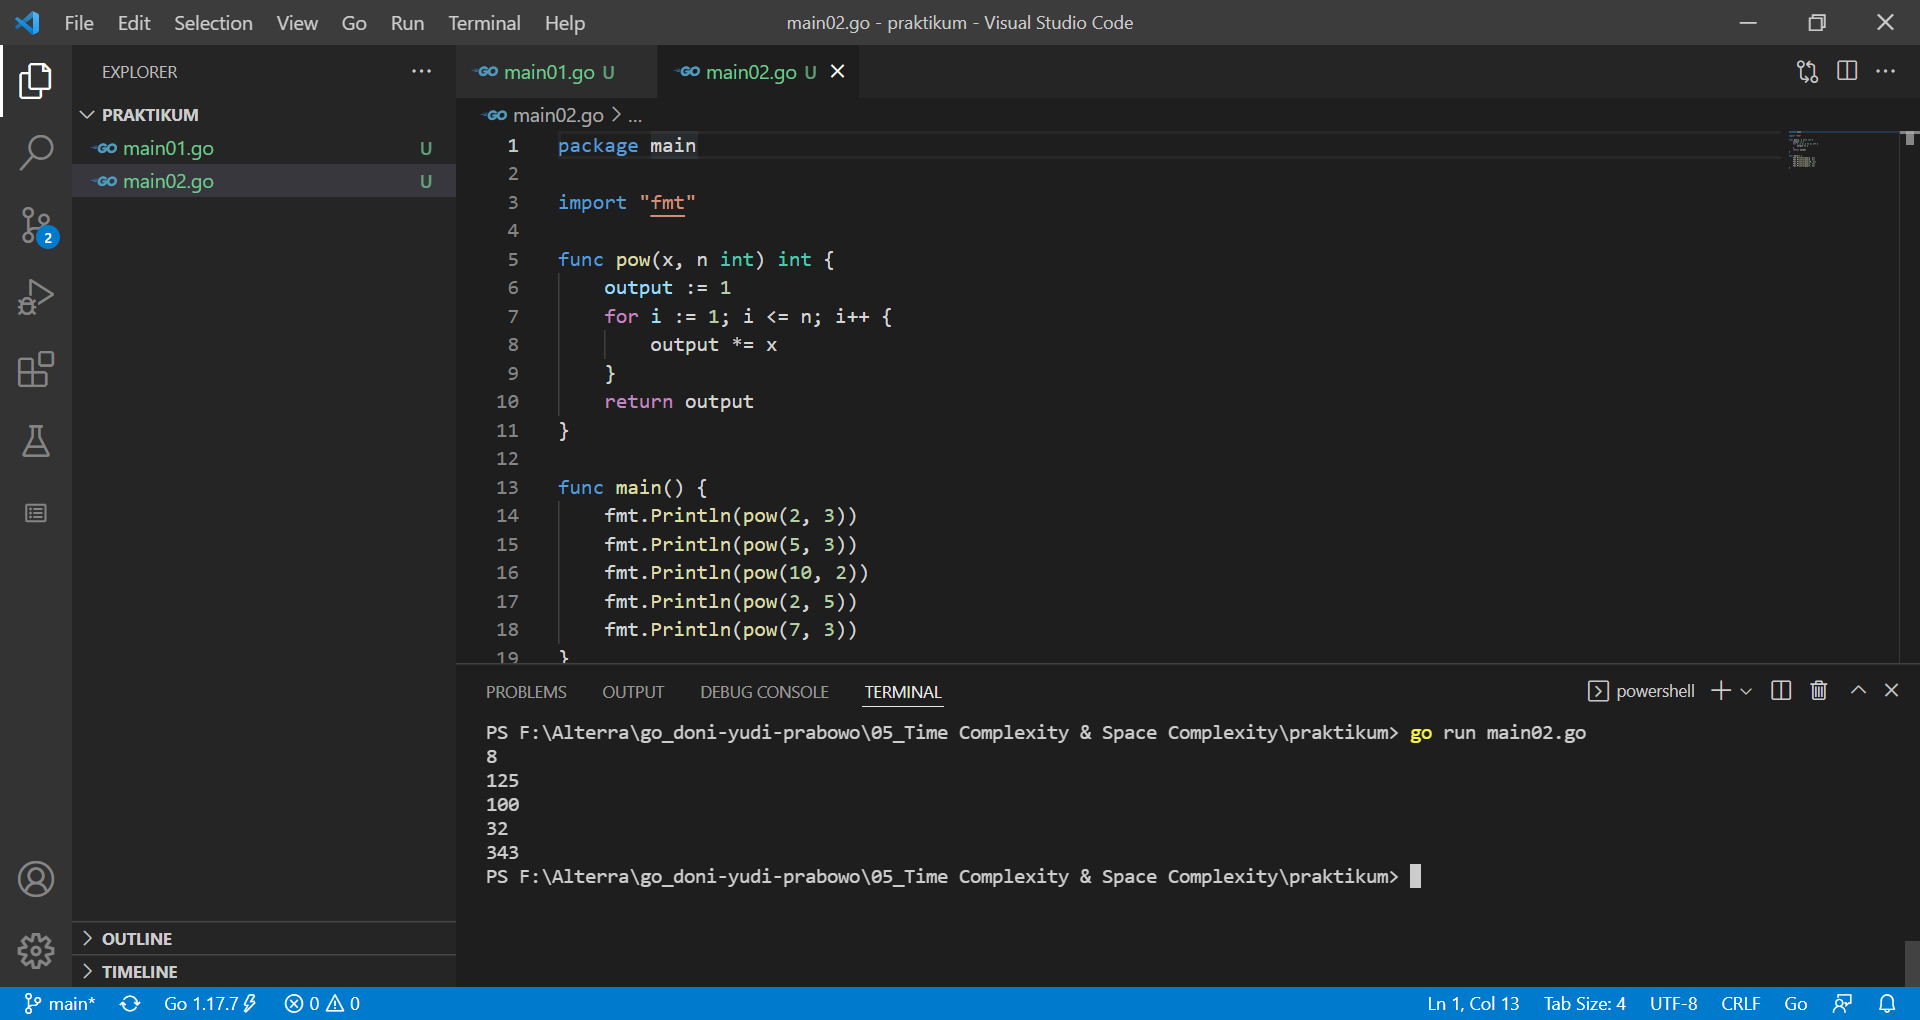 File Edit Selection View Go Run Terminal Help main02.go - praktikum - Visual Studio Code
EXPLORER
PRAKTIKUM
main01.go U
main02.go U
2
OUTLINE
TIMELINE
main01.go U main02.go U
main02.go > ...
1 package main
2
3 import "fmt"
4
5 func pow(x, n int) int {
6 output := 1
7 for i := 1; i <= n; i++ {
8 output *= x
9 }
10 return output
11 }
12
13 func main() {
14 fmt.Println(pow(2, 3))
15 fmt.Println(pow(5, 3))
16 fmt.Println(pow(10, 2))
17 fmt.Println(pow(2, 5))
18 fmt.Println(pow(7, 3))
19 }
PROBLEMS OUTPUT DEBUG CONSOLE TERMINAL powershell
PS F:\Alterra\go_doni-yudi-prabowo\05_Time Complexity & Space Complexity\praktikum> go run main02.go
8
125
100
32
343
PS F:\Alterra\go_doni-yudi-prabowo\05_Time Complexity & Space Complexity\praktikum>
main* Go 1.17.7 0 0 Ln 1, Col 13 Tab Size: 4 UTF-8 CRLF Go